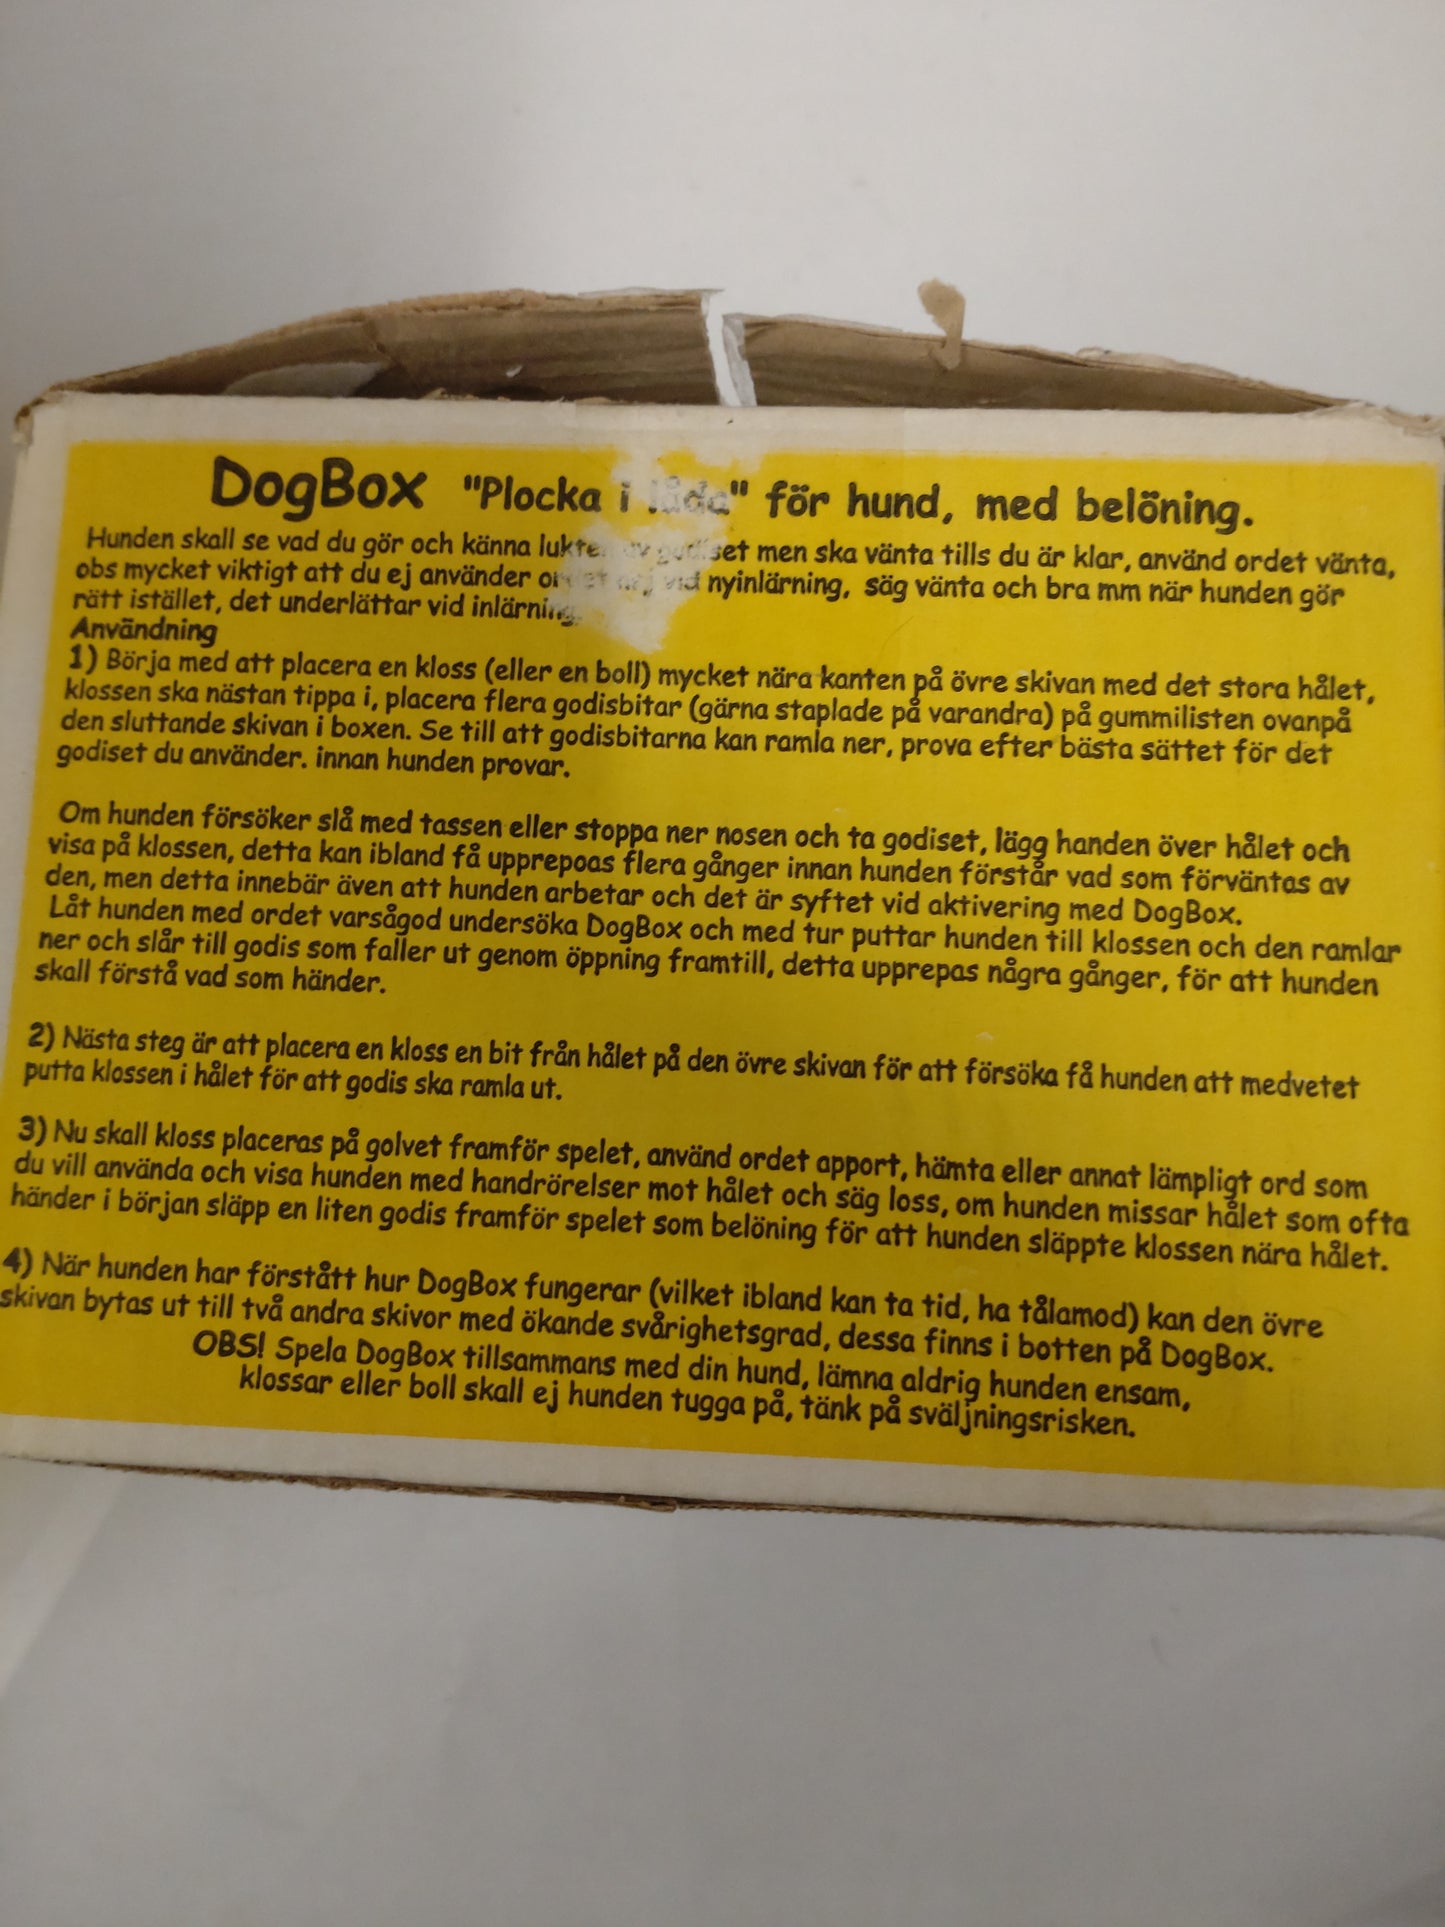 DogBox "Plocka i låda" för hund, med belöning.
Hunden skall se vad du gör och känna lukten av godiset men ska vänta tills du är klar, använd ordet vänta,
obs mycket viktigt att du ej använder ordet nej vid nyinlärning, säg vänta och bra mm när hunden gör
rätt istället, det underlättar vid inlärning.
Användning
1) Börja med att placera en kloss (eller en boll) mycket nära kanten på övre skivan med det stora hålet,
klossen ska nästan tippa i, placera flera godisbitar (gärna staplade på varandra) på gummilisten ovanpå
den sluttande skivan i boxen. Se till att godisbitarna kan ramla ner, prova efter bästa sättet för det
godiset du använder. innan hunden provar.
Om hunden försöker slå med tassen eller stoppa ner nosen och ta godiset, lägg handen över hålet och
visa på klossen, detta kan ibland få upprepoas flera gånger innan hunden förstår vad som förväntas av
den, men detta innebär även att hunden arbetar och det är syftet vid aktivering med DogBox.
Låt hunden med ordet varsågod undersöka DogBox och med tur puttar hunden till klossen och den ramlar
ner och slår till godis som faller ut genom öppning framtill, detta upprepas några gånger, för att hunden
skall förstå vad som händer.
2) Nästa steg är att placera en kloss en bit från hålet på den övre skivan för att försöka få hunden att medvetet
putta klossen i hålet för att godis ska ramla ut.
3) Nu skall kloss placeras på golvet framför spelet, använd ordet apport, hämta eller annat lämpligt ord som
du vill använda och visa hunden med handrörelser mot hålet och säg loss, om hunden missar hålet som ofta
händer i början släpp en liten godis framför spelet som belöning för att hunden släppte klossen nära hålet.
4) När hunden har förstått hur DogBox fungerar (vilket ibland kan ta tid, ha tålamod) kan den övre
skivan bytas ut till två andra skivor med ökande svårighetsgrad, dessa finns i botten på DogBox.
OBS! Spela DogBox tillsammans med din hund, lämna aldrig hunden ensam,
klossar eller boll skall ej hunden tugga på, tänk på sväljningsrisken.